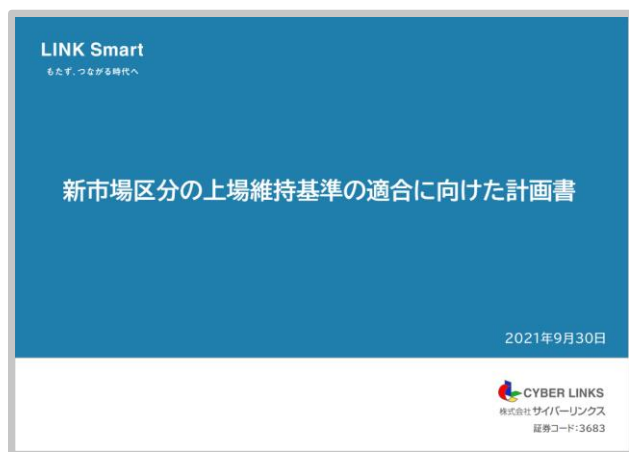 LINK Smart
もたず、つながる時代へ
新市場区分の上場維持基準の適合に向けた計画書
2021年9月30日
CYBER LINKS
株式会社サイバーリンクス
証券コード:3683